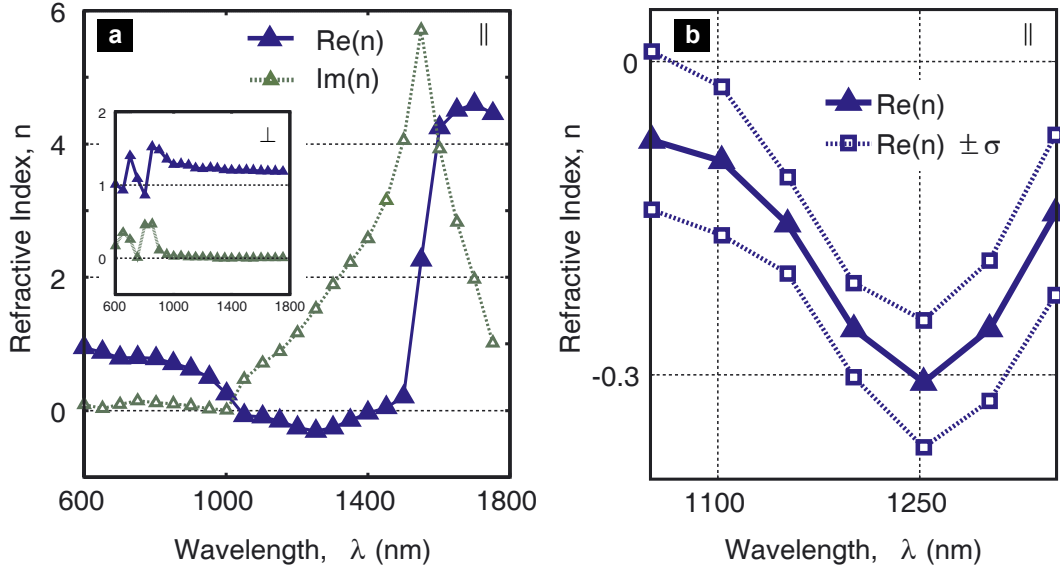 a
∥
Re(n)
Im(n)
6
4
2
0
Refractive Index, n
600
1000
1400
1800
Wavelength, λ (nm)
⊥
2
1
0
600
1000
1400
1800
b
∥
Re(n)
Re(n) ± σ
0
-0.3
Refractive Index, n
1100
1250
Wavelength, λ (nm)